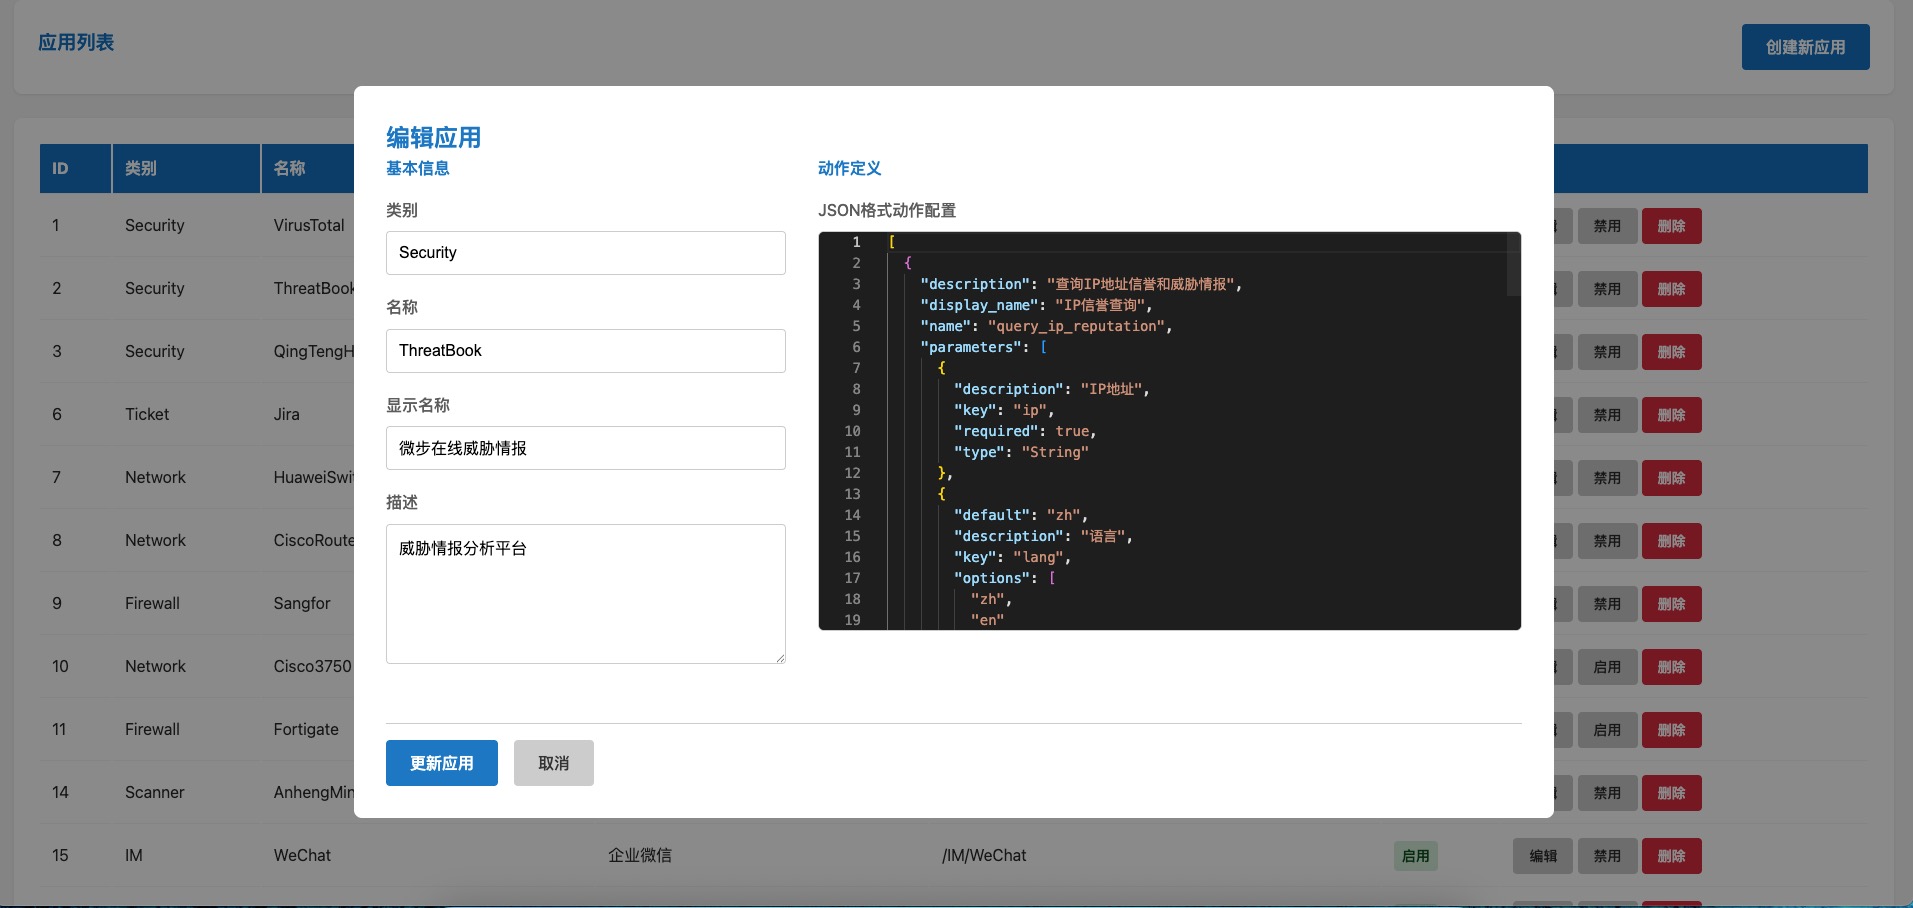 应用列表
创建新应用
ID 类别 名称
1 Security VirusTotal 禁用 删除
2 Security ThreatBook 禁用 删除
3 Security QingTengH 禁用 删除
6 Ticket Jira 禁用 删除
7 Network HuaweiSwi 禁用 删除
8 Network CiscoRoute 禁用 删除
9 Firewall Sangfor 禁用 删除
10 Network Cisco3750 启用 删除
11 Firewall Fortigate 启用 删除
14 Scanner AnhengMin 禁用 删除
15 IM WeChat 企业微信 /IM/WeChat 启用 编辑 禁用 删除
编辑应用
基本信息
类别
Security
名称
ThreatBook
显示名称
微步在线威胁情报
描述
威胁情报分析平台
动作定义
JSON格式动作配置
1 [
2 {
3 "description": "查询IP地址信誉和威胁情报",
4 "display_name": "IP信誉查询",
5 "name": "query_ip_reputation",
6 "parameters": [
7 {
8 "description": "IP地址",
9 "key": "ip",
10 "required": true,
11 "type": "String"
12 },
13 {
14 "default": "zh",
15 "description": "语言",
16 "key": "lang",
17 "options": [
18 "zh",
19 "en"
更新应用 取消